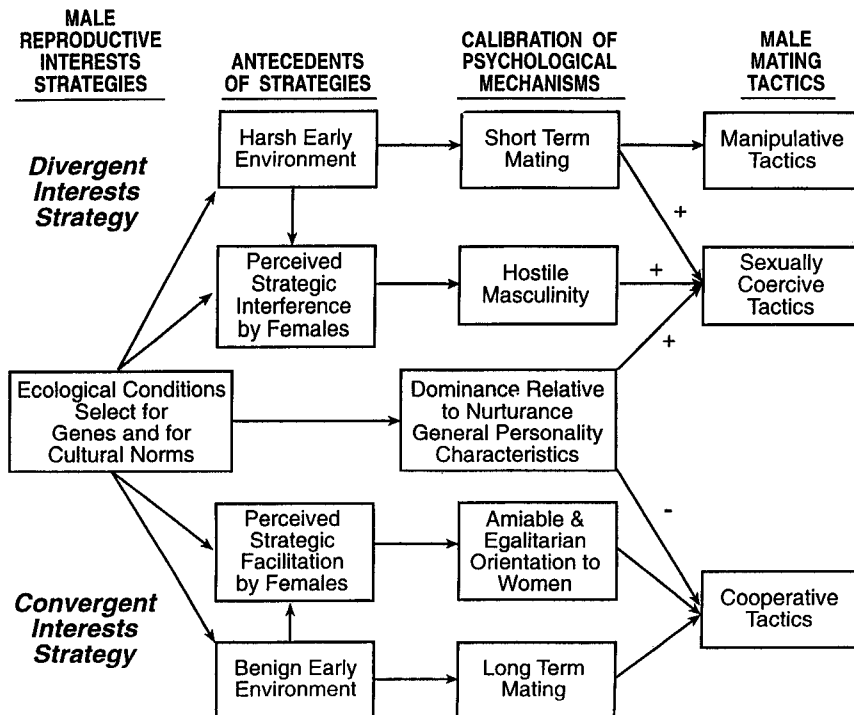 MALE
REPRODUCTIVE
INTERESTS
STRATEGIES
ANTECEDENTS
OF STRATEGIES
CALIBRATION OF
PSYCHOLOGICAL
MECHANISMS
MALE
MATING
TACTICS
Divergent
Interests
Strategy
Harsh Early
Environment
Short Term
Mating
Manipulative
Tactics
+
Perceived
Strategic
Interference
by Females
Hostile
Masculinity
+
Sexually
Coercive
Tactics
+
Ecological Conditions
Select for
Genes and for
Cultural Norms
Dominance Relative
to Nurturance
General Personality
Characteristics
-
Perceived
Strategic
Facilitation
by Females
Amiable &
Egalitarian
Orientation to
Women
Cooperative
Tactics
Convergent
Interests
Strategy
Benign Early
Environment
Long Term
Mating